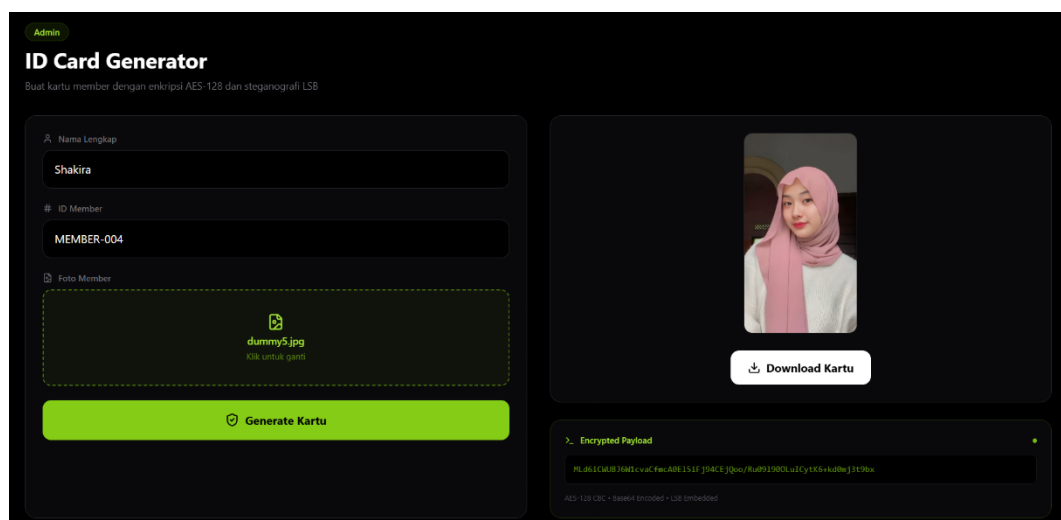 Admin
ID Card Generator
Buat kartu member dengan enkripsi AES-128 dan steganografi LSB
Nama Lengkap
Shakira
# ID Member
MEMBER-004
Foto Member
dummy5.jpg
Klik untuk ganti
Generate Kartu
Download Kartu
>_ Encrypted Payload
AES-128 CBC • Base64 Encoded • LSB Embedded